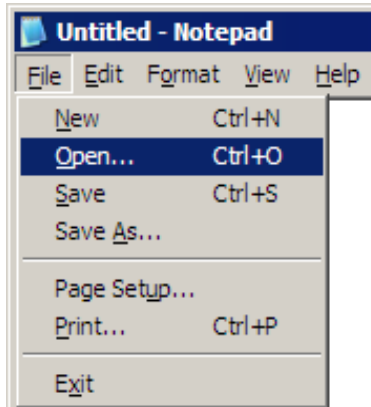 Untitled - Notepad
File Edit Format View Help
New Ctrl+N
Open... Ctrl+O
Save Ctrl+S
Save As...
Page Setup...
Print... Ctrl+P
Exit